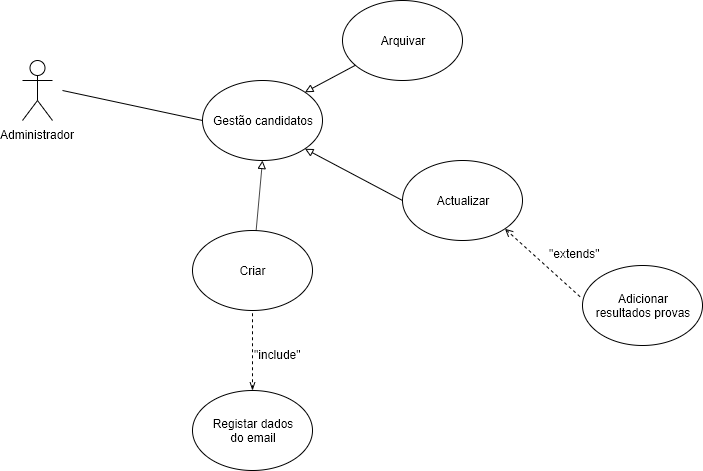 Arquivar
Gestão candidatos
Administrador
Actualizar
"extends"
Criar
Adicionar
resultados provas
"include"
Registar dados
do email